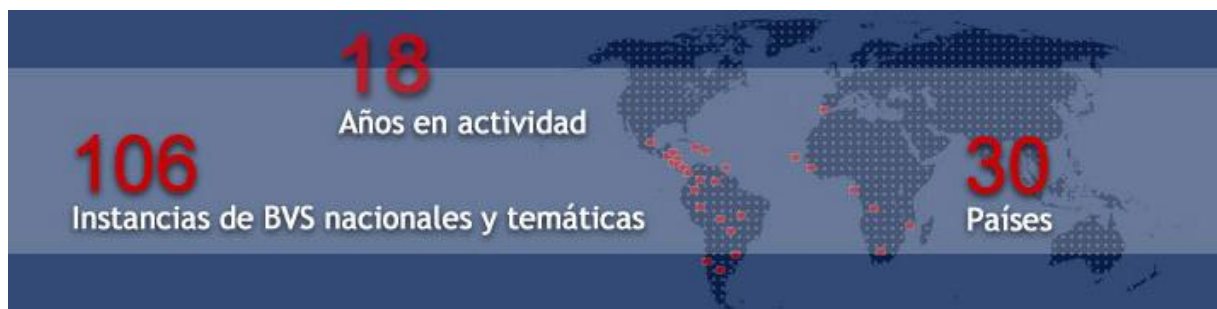 18
Años en actividad
106
Instancias de BVS nacionales y temáticas
30
Países